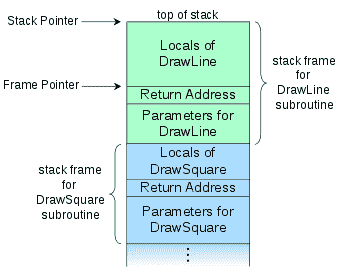 Stack Pointer
top of stack
Locals of
DrawLine
stack frame
for
DrawLine
subroutine
Frame Pointer
Return Address
Parameters for
DrawLine
stack frame
for
DrawSquare
subroutine
Locals of
DrawSquare
Return Address
Parameters for
DrawSquare
⋮